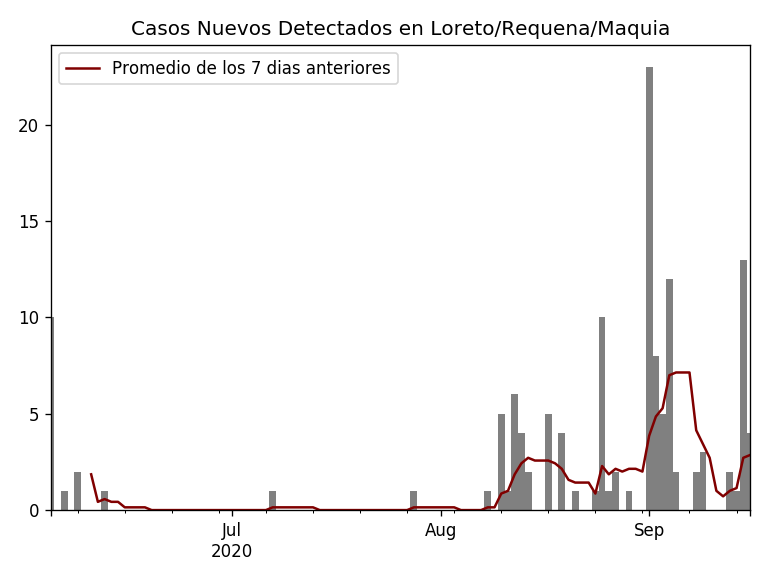 Casos Nuevos Detectados en Loreto/Requena/Maquia
Promedio de los 7 dias anteriores
20
15
10
5
0
Jul
2020
Aug
Sep